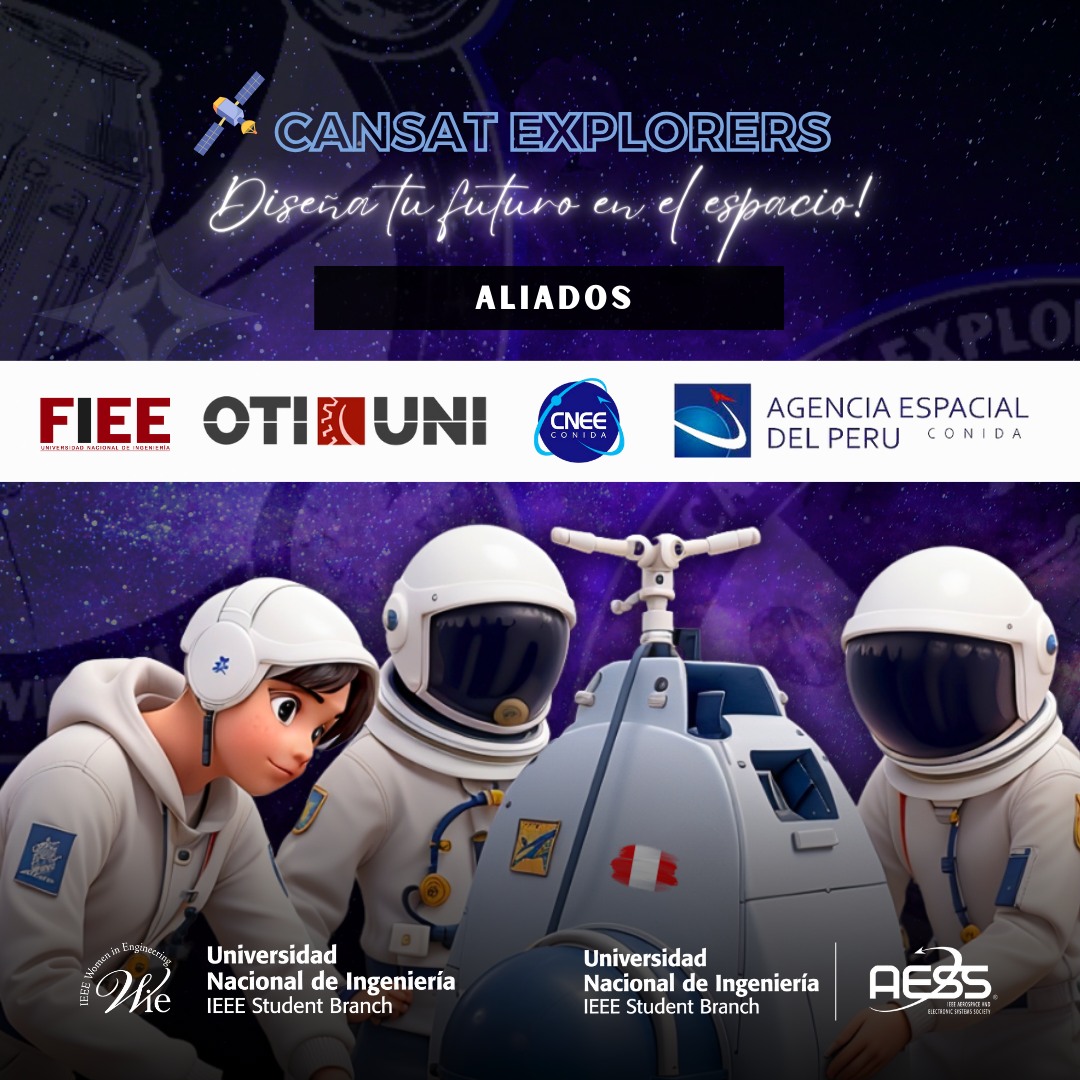 CANSAT EXPLORERS
Diseña tu futuro en el espacio!
ALIADOS
FIEE
UNIVERSIDAD NACIONAL DE INGENIERÍA
OTI UNI
CNEE
CONIDA
AGENCIA ESPACIAL
DEL PERU CONIDA
EXPLO
IEEE Women in Engineering
Wie
Universidad
Nacional de Ingeniería
IEEE Student Branch
Universidad
Nacional de Ingeniería
IEEE Student Branch
AESS
IEEE AEROSPACE AND
ELECTRONIC SYSTEMS SOCIETY